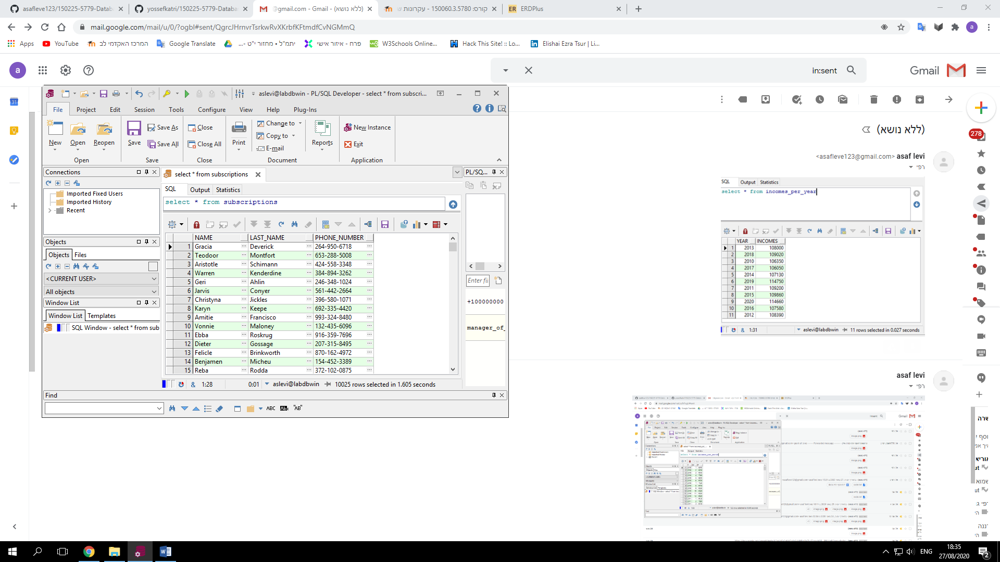 asafleve123/150225-5779-Datab
yossefkatri/150225-5779-Databa
@gmail.com - Gmail - (ללא נושא)
קורס: 150060.3.5780 - עקרונות ש
ERDPlus
mail.google.com/mail/u/0/?ogbl#sent/QgrcJHrnvrTsrkwRvXKrbfKFtmdfCvNGMmQ
a
Apps
YouTube
המרכז האקדמי לב
Google Translate
יתמ"ל • מחזור י"ט -...
פרח - איזור אישי
W3Schools Online...
Hack This Site! :: Lo...
Elishai Ezra Tsur | Li...
a
in:sent
Gmail
aslevi@labdbwin - PL/SQL Developer - select * from subscri...
File Project Edit Session Tools Configure View Help Plug-Ins
New
Open
Reopen
Open
Save
Save As
Save All
Save
Close
Close All
Close
Print
Change to
Copy to
E-mail
Document
Reports
New Instance
Exit
Application
Connections
Imported Fixed Users
Imported History
Recent
Objects
Objects Files
<CURRENT USER>
All objects
Window List
Window List Templates
SQL Window - select * from sub
select * from subscriptions
SQL Output Statistics
select * from subscriptions
NAME LAST_NAME PHONE_NUMBER
1 Gracia Deverick 264-950-6718
2 Teodoor Montfort 653-288-5008
3 Aristotle Schimann 424-558-3348
4 Warren Kenderdine 384-894-3262
5 Geri Ahlin 246-348-1024
6 Jarvis Conyer 561-442-2664
7 Christyna Jickles 396-580-1071
8 Karyn Keepe 692-335-4420
9 Amitie Francisco 993-324-8480
10 Vonnie Maloney 132-435-6096
11 Ebba Roskrug 916-359-7696
12 Dieter Gossage 207-315-8495
13 Felicle Brinkworth 870-162-4972
14 Benjamen Micheu 154-452-3389
15 Reba Rodda 372-102-0875
& 1:28 0:01 aslevi@labdbwin 10025 rows selected in 1.605 seconds
PL/SQ...
Enter fil
+100000000
manager_of_
Find
ABC AB "AB"
(ללא נושא)
278
asaf levi <asafleve123@gmail.com>
רפי
SQL Output Statistics
select * from incomes_per_year
YEAR INCOMES
1 2013 108000
2 2018 109020
3 2010 106350
4 2017 106050
5 2014 107130
6 2019 114750
7 2011 109200
8 2015 109860
9 2020 114660
10 2016 107580
11 2012 108390
& 1:31 aslevi@labdbwin 11 rows selected in 0.027 seconds
asaf levi
רפי
31
ENG
18:35
27/08/2020
2